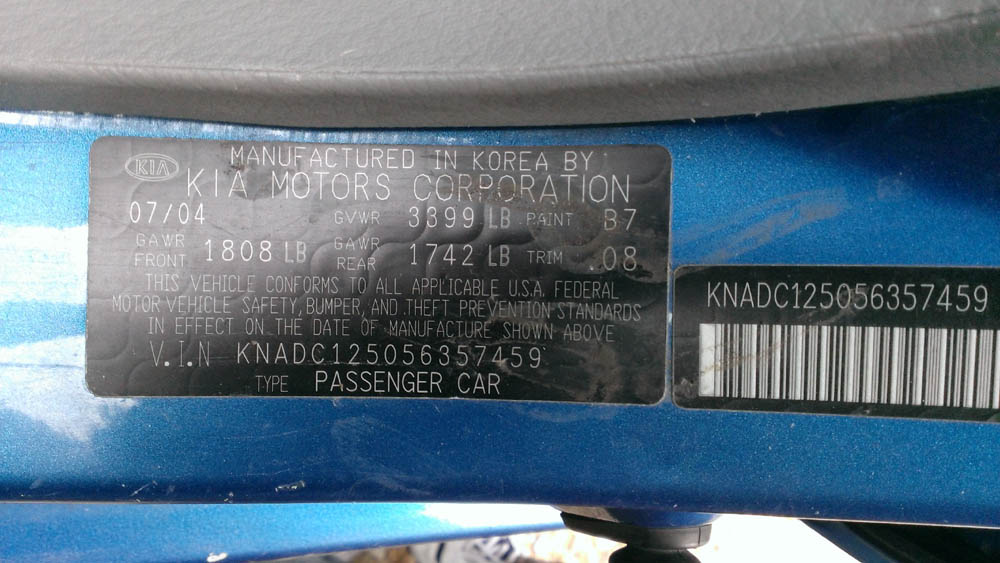 KIA
MANUFACTURED IN KOREA BY
KIA MOTORS CORPORATION
07/04 GVWR 3399 LB PAINT B7
GAWR FRONT 1808 LB GAWR REAR 1742 LB TRIM .08
THIS VEHICLE CONFORMS TO ALL APPLICABLE U.S.A. FEDERAL
MOTOR VEHICLE SAFETY, BUMPER, AND THEFT PREVENTION STANDARDS
IN EFFECT ON THE DATE OF MANUFACTURE SHOWN ABOVE
V.I.N KNADC125056357459
TYPE PASSENGER CAR
KNADC125056357459